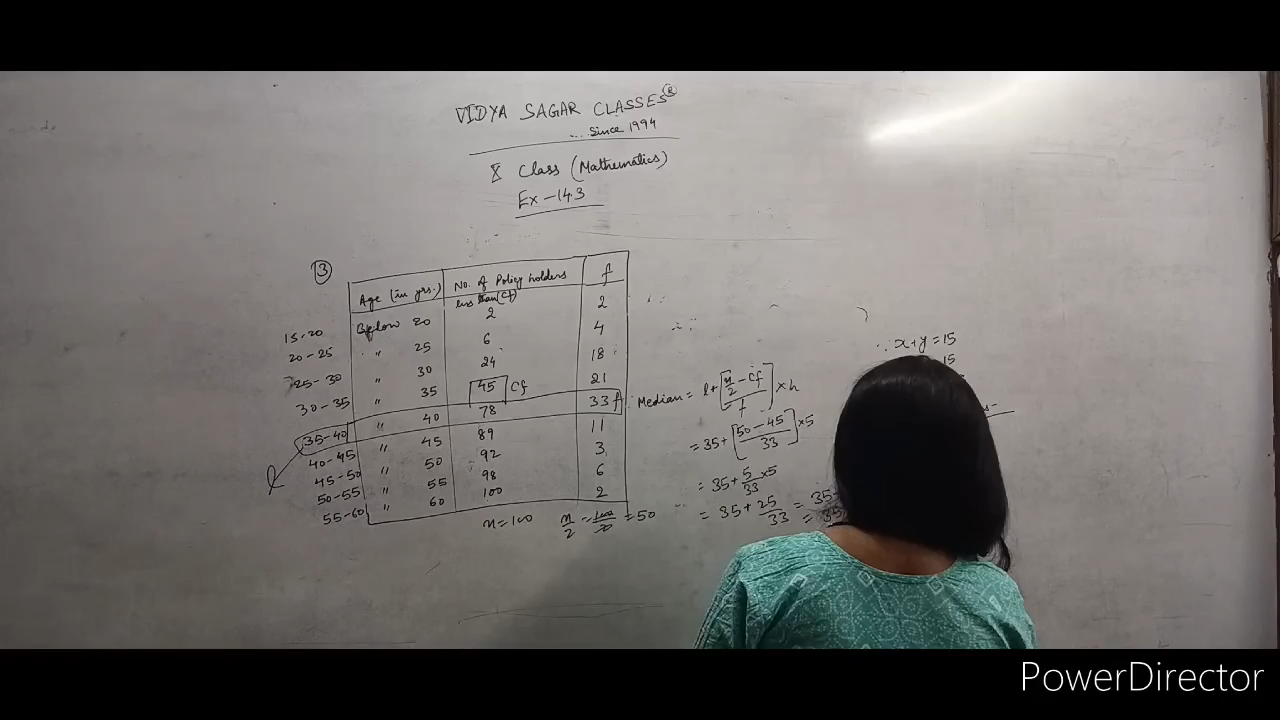 VIDYA SAGAR CLASSES®
... Since 1994
X Class (Mathematics)
Ex - 14.3
3
Age (in yrs.) No. of Policy holders f
less than (cf)
15-20 Below 20 2 2
20-25 " 25 6 4
25-30 " 30 24 18
30-35 " 35 45 Cf 21
35-40 " 40 78 33 f
40-45 " 45 89 11
45-50 " 50 92 3
50-55 " 55 98 6
55-60 " 60 100 2
l
n = 100 n/2 = 100/2 = 50
Median = l + [n/2 - cf / f] × h
= 35 + [50 - 45 / 33] × 5
= 35 + 5/33 × 5
= 35 + 25/33 = 35
= 35
∴ x + y = 15
15
PowerDirector